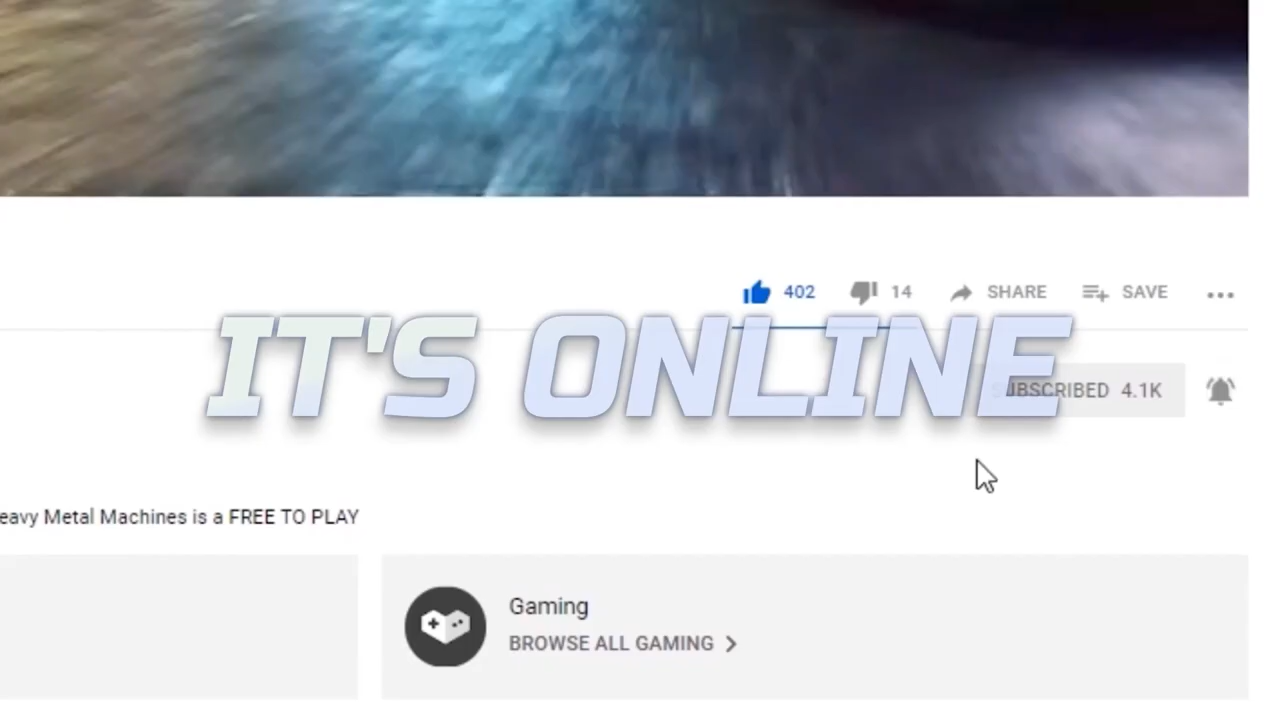 402 14 SHARE SAVE
IT'S ONLINE
SUBSCRIBED 4.1K
eavy Metal Machines is a FREE TO PLAY
Gaming
BROWSE ALL GAMING